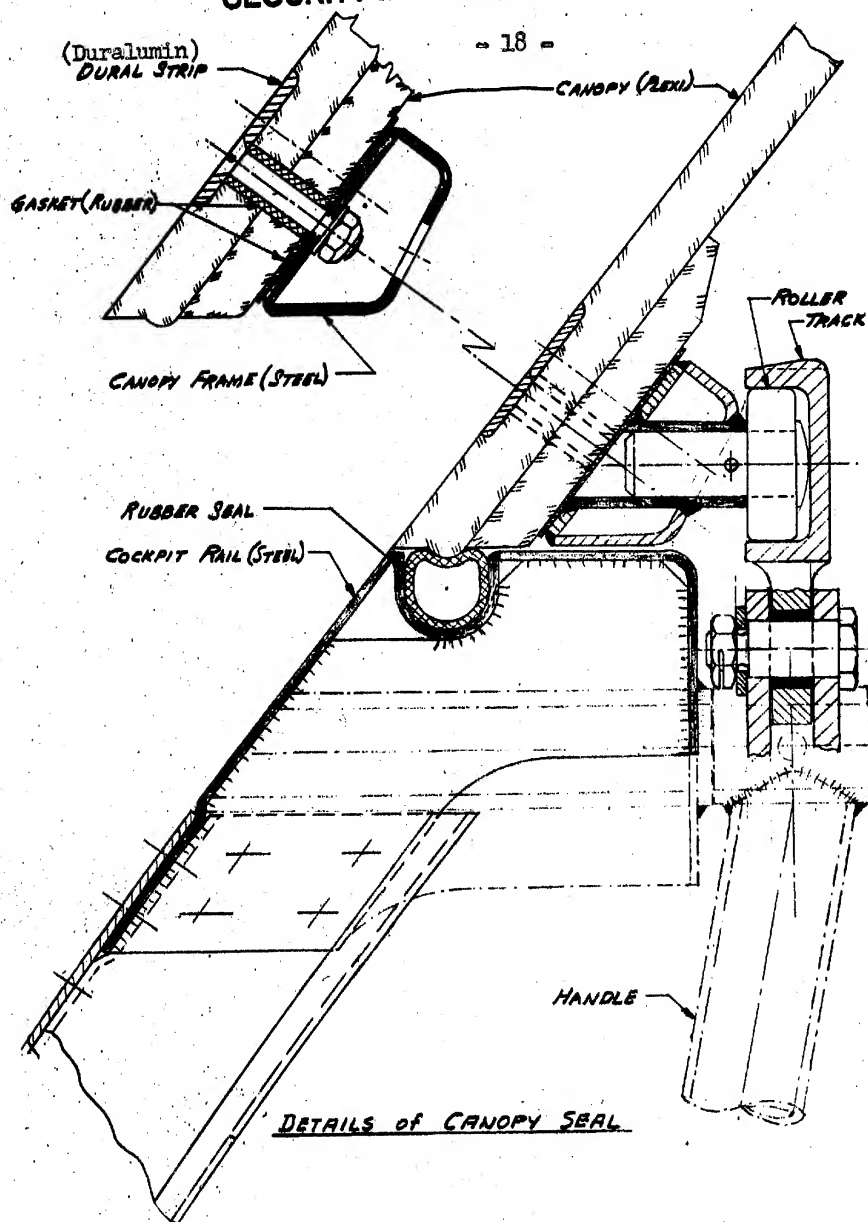 - 18 -
(Duralumin)
DURAL STRIP
CANOPY (PLEXI)
GASKET (RUBBER)
ROLLER
TRACK
CANOPY FRAME (STEEL)
RUBBER SEAL
COCKPIT RAIL (STEEL)
HANDLE
DETAILS of CANOPY SEAL